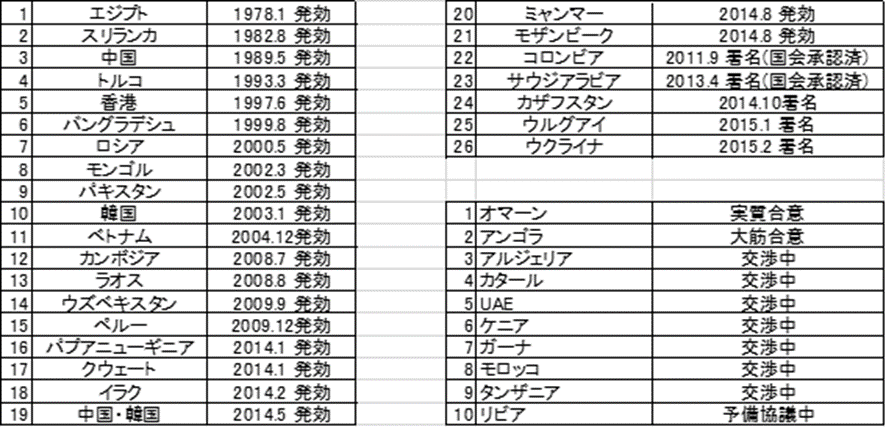 1 エジプト 1978.1 発効
2 スリランカ 1982.8 発効
3 中国 1989.5 発効
4 トルコ 1993.3 発効
5 香港 1997.6 発効
6 バングラデシュ 1999.8 発効
7 ロシア 2000.5 発効
8 モンゴル 2002.3 発効
9 パキスタン 2002.5 発効
10 韓国 2003.1 発効
11 ベトナム 2004.12発効
12 カンボジア 2008.7 発効
13 ラオス 2008.8 発効
14 ウズベキスタン 2009.9 発効
15 ペルー 2009.12発効
16 パプアニューギニア 2014.1 発効
17 クウェート 2014.1 発効
18 イラク 2014.2 発効
19 中国・韓国 2014.5 発効
20 ミャンマー 2014.8 発効
21 モザンビーク 2014.8 発効
22 コロンビア 2011.9 署名(国会承認済)
23 サウジアラビア 2013.4 署名(国会承認済)
24 カザフスタン 2014.10署名
25 ウルグアイ 2015.1 署名
26 ウクライナ 2015.2 署名
1 オマーン 実質合意
2 アンゴラ 大筋合意
3 アルジェリア 交渉中
4 カタール 交渉中
5 UAE 交渉中
6 ケニア 交渉中
7 ガーナ 交渉中
8 モロッコ 交渉中
9 タンザニア 交渉中
10 リビア 予備協議中